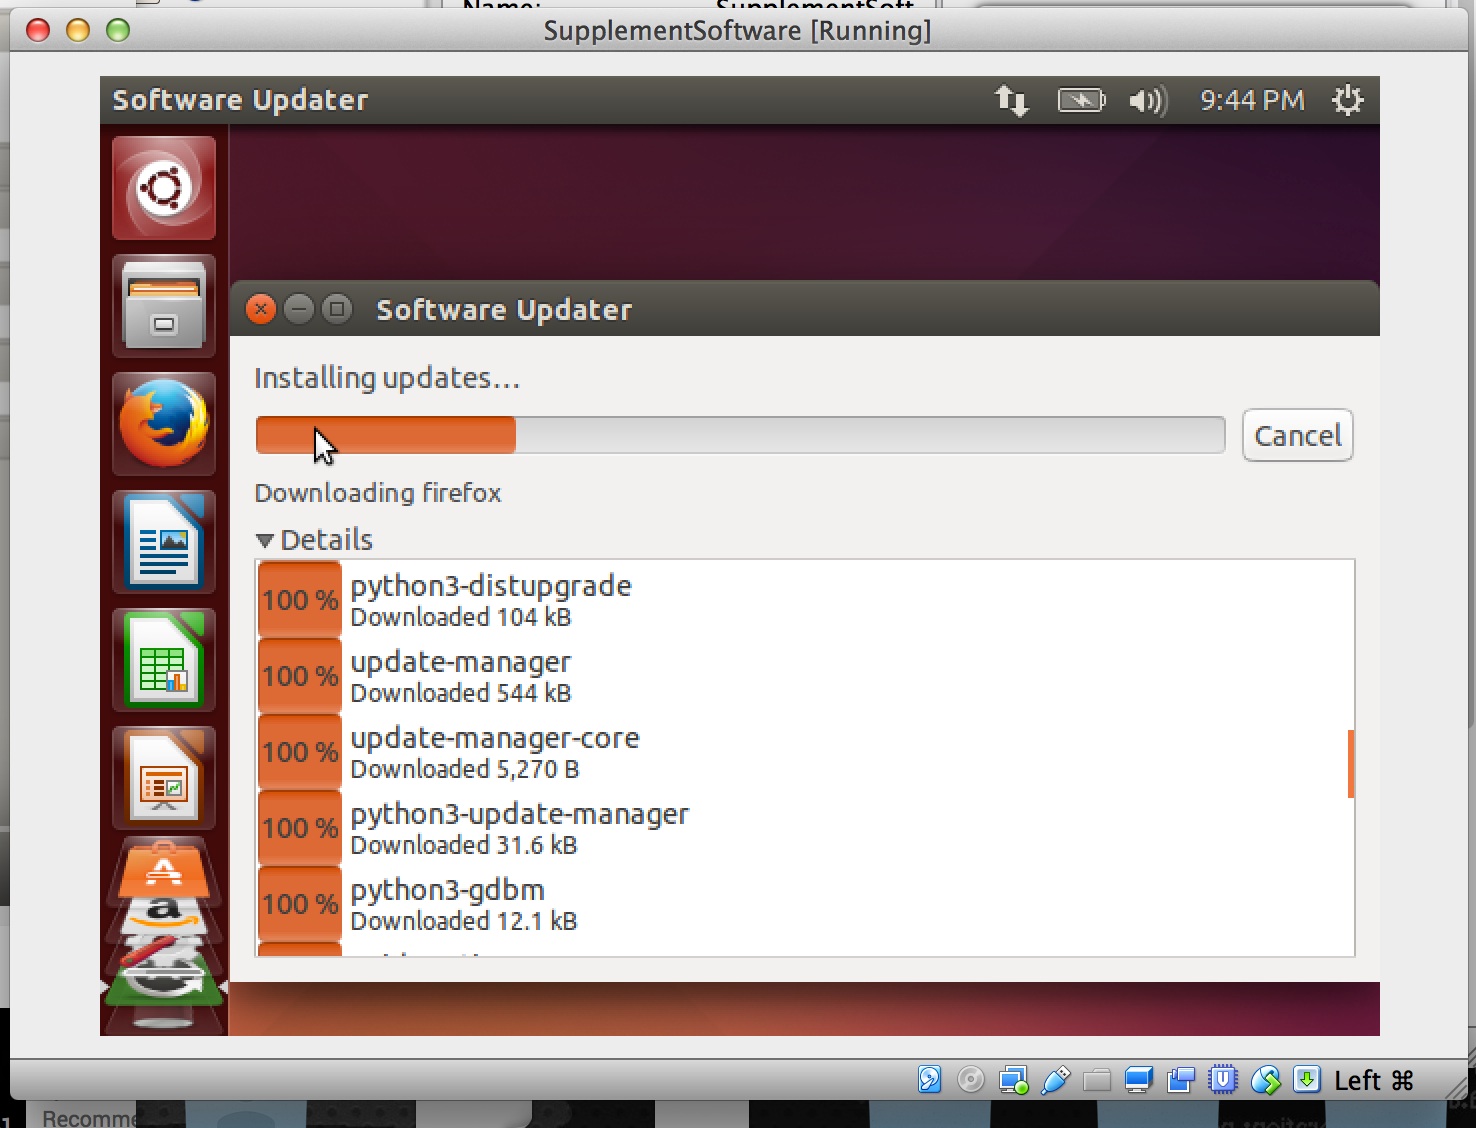 Name:
SupplementSoftware [Running]
Software Updater
9:44 PM
Software Updater
Installing updates...
Cancel
Downloading firefox
Details
100 % python3-distupgrade
Downloaded 104 kB
100 % update-manager
Downloaded 544 kB
100 % update-manager-core
Downloaded 5,270 B
100 % python3-update-manager
Downloaded 31.6 kB
100 % python3-gdbm
Downloaded 12.1 kB
Left ⌘
Recomme